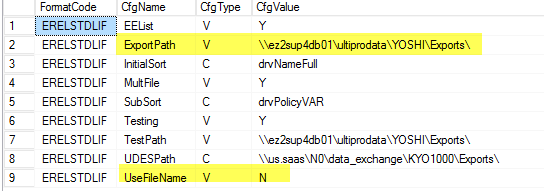 FormatCode CfgName CfgType CfgValue
1 ERELSTDLIF EEList V Y
2 ERELSTDLIF ExportPath V \\ez2sup4db01\ultiprodata\YOSHI\Exports\
3 ERELSTDLIF InitialSort C drvNameFull
4 ERELSTDLIF MultFile V Y
5 ERELSTDLIF SubSort C drvPolicyVAR
6 ERELSTDLIF Testing V Y
7 ERELSTDLIF TestPath V \\ez2sup4db01\ultiprodata\YOSHI\Exports\
8 ERELSTDLIF UDESPath C \\us.saas\N0\data_exchange\KYO1000\Exports\
9 ERELSTDLIF UseFileName V N